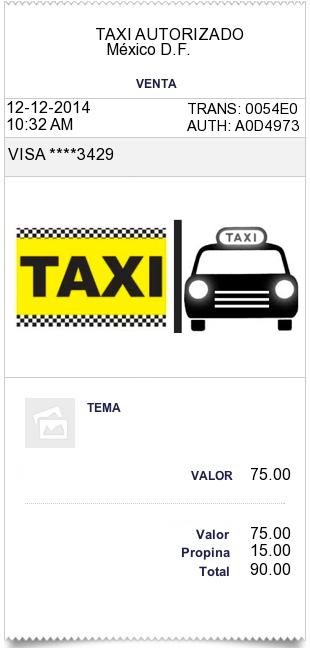 TAXI AUTORIZADO
México D.F.
VENTA
12-12-2014 TRANS: 0054E0
10:32 AM AUTH: A0D4973
VISA ****3429
TAXI
TAXI
TEMA
VALOR 75.00
Valor 75.00
Propina 15.00
Total 90.00